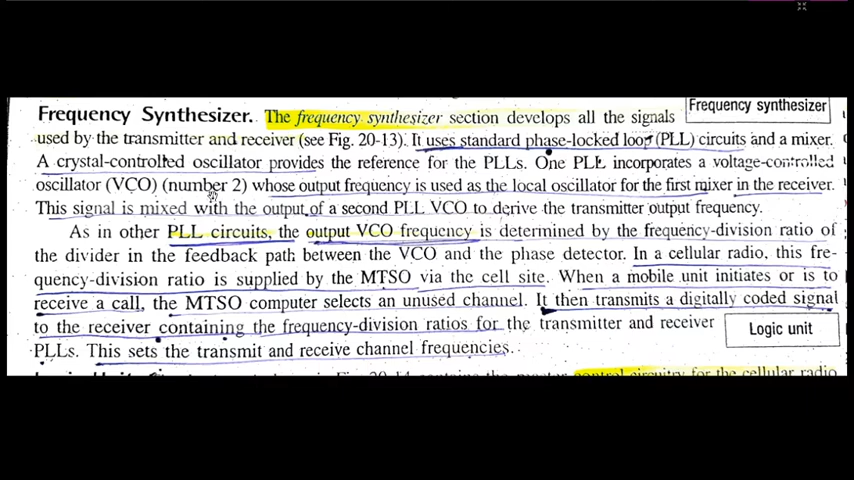 Frequency Synthesizer. The frequency synthesizer section develops all the signals
Frequency synthesizer
used by the transmitter and receiver (see Fig. 20-13). It uses standard phase-locked loop (PLL) circuits and a mixer.
A crystal-controlled oscillator provides the reference for the PLLs. One PLL incorporates a voltage-controlled
oscillator (VCO) (number 2) whose output frequency is used as the local oscillator for the first mixer in the receiver.
This signal is mixed with the output of a second PLL VCO to derive the transmitter output frequency.
As in other PLL circuits, the output VCO frequency is determined by the frequency-division ratio of
the divider in the feedback path between the VCO and the phase detector. In a cellular radio, this fre-
quency-division ratio is supplied by the MTSO via the cell site. When a mobile unit initiates or is to
receive a call, the MTSO computer selects an unused channel. It then transmits a digitally coded signal
to the receiver containing the frequency-division ratios for the transmitter and receiver
Logic unit
PLLs. This sets the transmit and receive channel frequencies.
control circuitry for the cellular radio